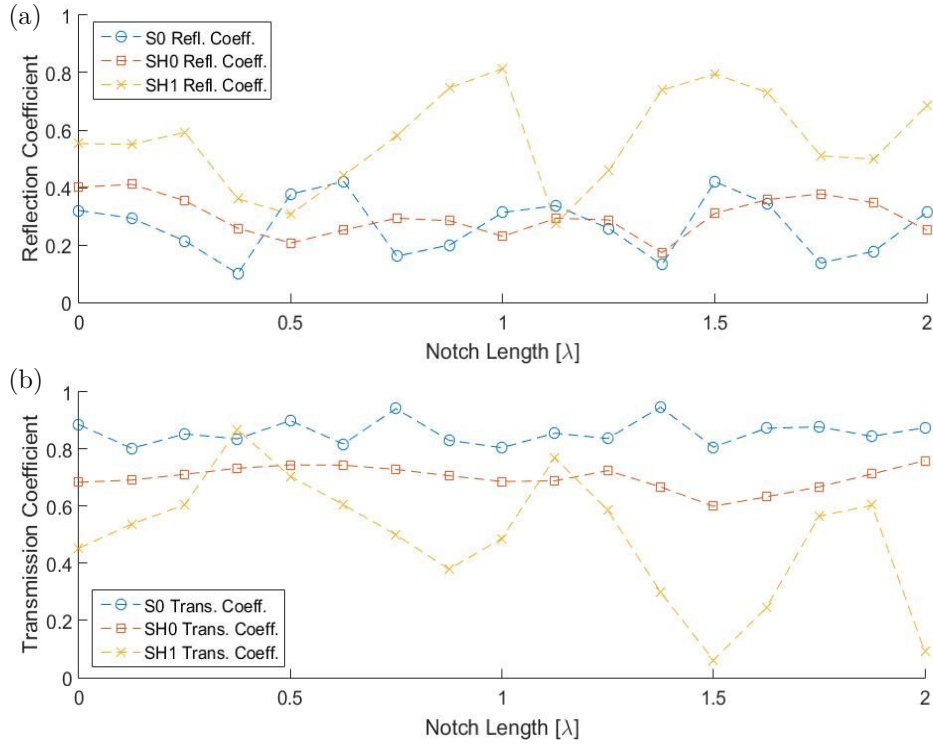 (a)
1
0.8
0.6
0.4
0.2
0
Reflection Coefficient
S0 Refl. Coeff.
SH0 Refl. Coeff.
SH1 Refl. Coeff.
0 0.5 1 1.5 2
Notch Length [λ]
(b)
1
0.8
0.6
0.4
0.2
0
Transmission Coefficient
S0 Trans. Coeff.
SH0 Trans. Coeff.
SH1 Trans. Coeff.
0 0.5 1 1.5 2
Notch Length [λ]